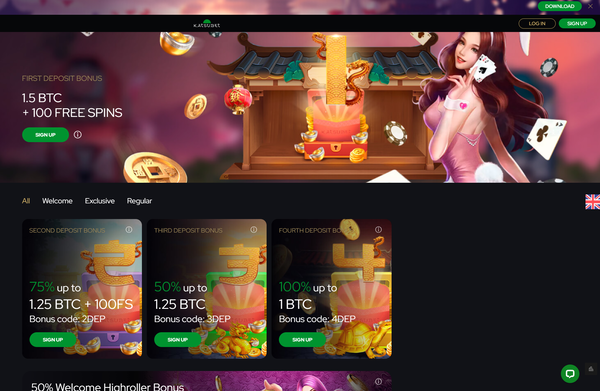 DOWNLOAD
KATSUBET
LOG IN
SIGN UP
FIRST DEPOSIT BONUS
1.5 BTC
+ 100 FREE SPINS
SIGN UP
All
Welcome
Exclusive
Regular
SECOND DEPOSIT BONUS
75% up to
1.25 BTC + 100FS
Bonus code: 2DEP
SIGN UP
THIRD DEPOSIT BONUS
50% up to
1.25 BTC
Bonus code: 3DEP
SIGN UP
FOURTH DEPOSIT BONUS
100% up to
1 BTC
Bonus code: 4DEP
SIGN UP
50% Welcome Highroller Bonus